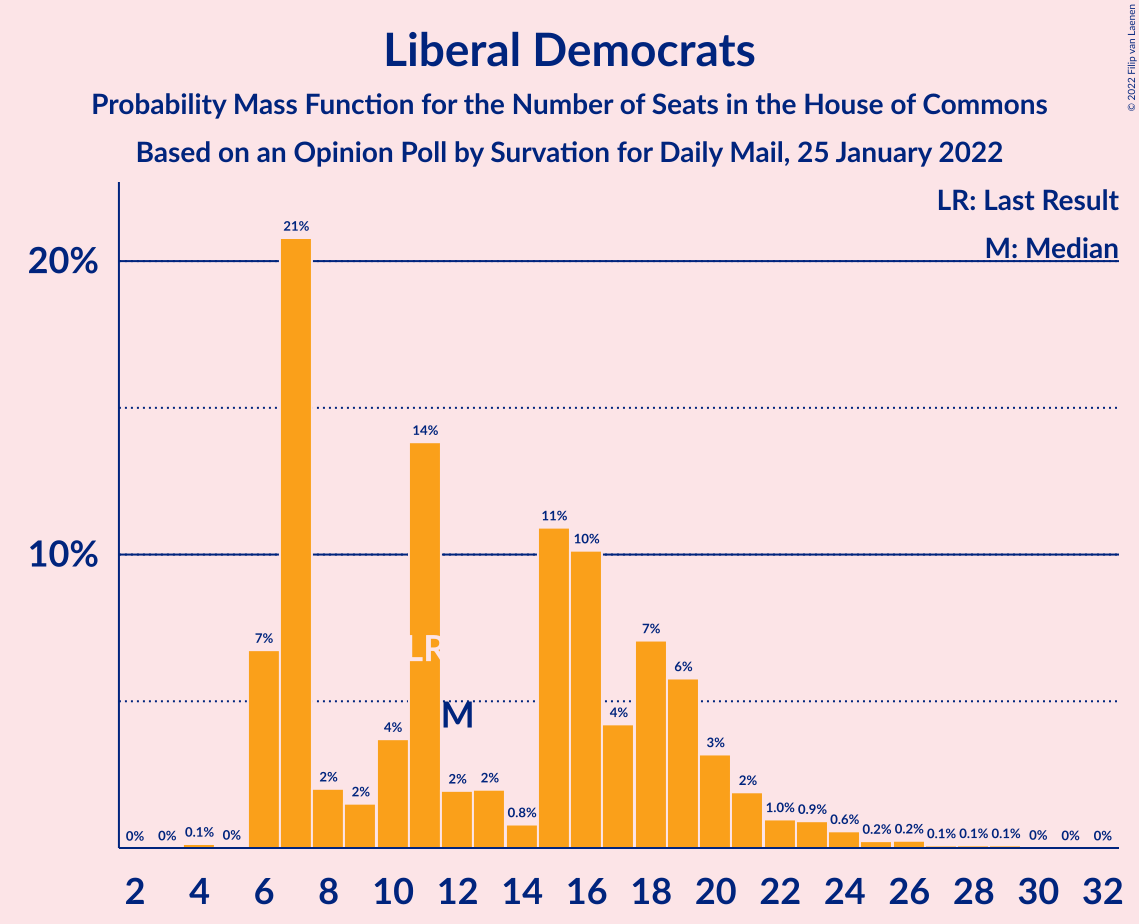 Liberal Democrats
Probability Mass Function for the Number of Seats in the House of Commons
Based on an Opinion Poll by Survation for Daily Mail, 25 January 2022
© 2022 Filip van Laenen
LR: Last Result
M: Median
20%
10%
0% 0% 0.1% 0% 7% 21% 2% 2% 4% 14% 2% 2% 0.8% 11% 10% 4% 7% 6% 3% 2% 1.0% 0.9% 0.6% 0.2% 0.2% 0.1% 0.1% 0.1% 0% 0% 0%
LR
M
2 4 6 8 10 12 14 16 18 20 22 24 26 28 30 32